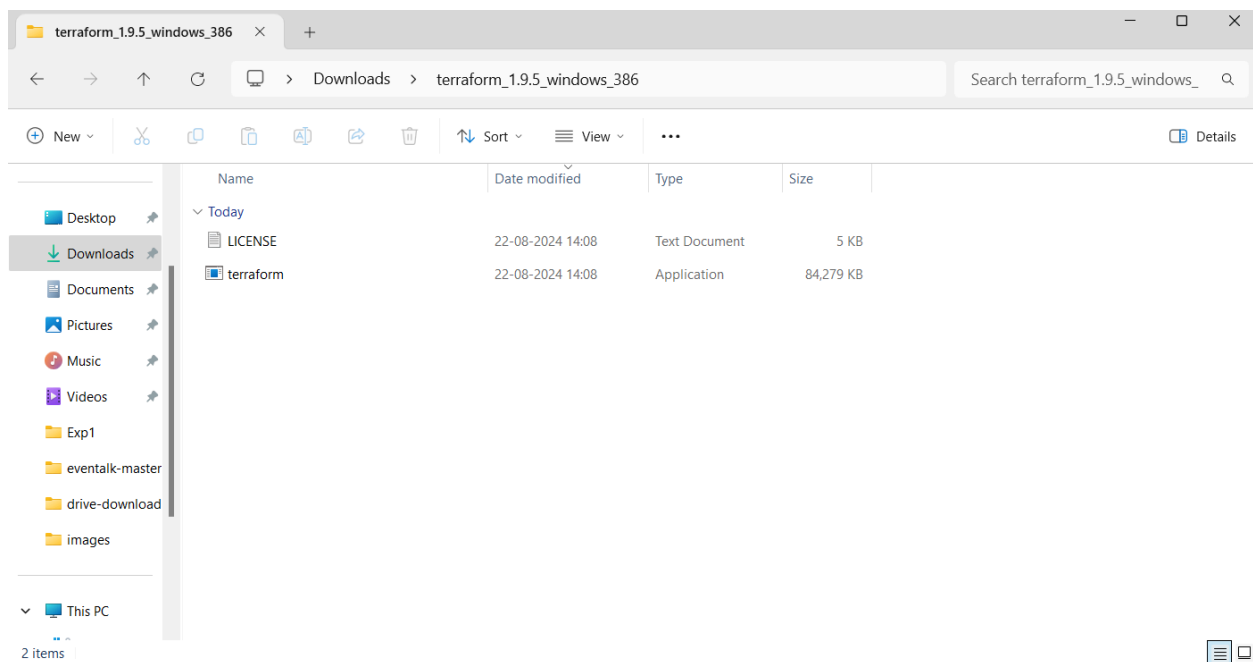 terraform_1.9.5_windows_386
Downloads > terraform_1.9.5_windows_386
Search terraform_1.9.5_windows_
New
Sort
View
Details
Name Date modified Type Size
Today
LICENSE 22-08-2024 14:08 Text Document 5 KB
terraform 22-08-2024 14:08 Application 84,279 KB
Desktop
Downloads
Documents
Pictures
Music
Videos
Exp1
eventalk-master
drive-download
images
This PC
2 items